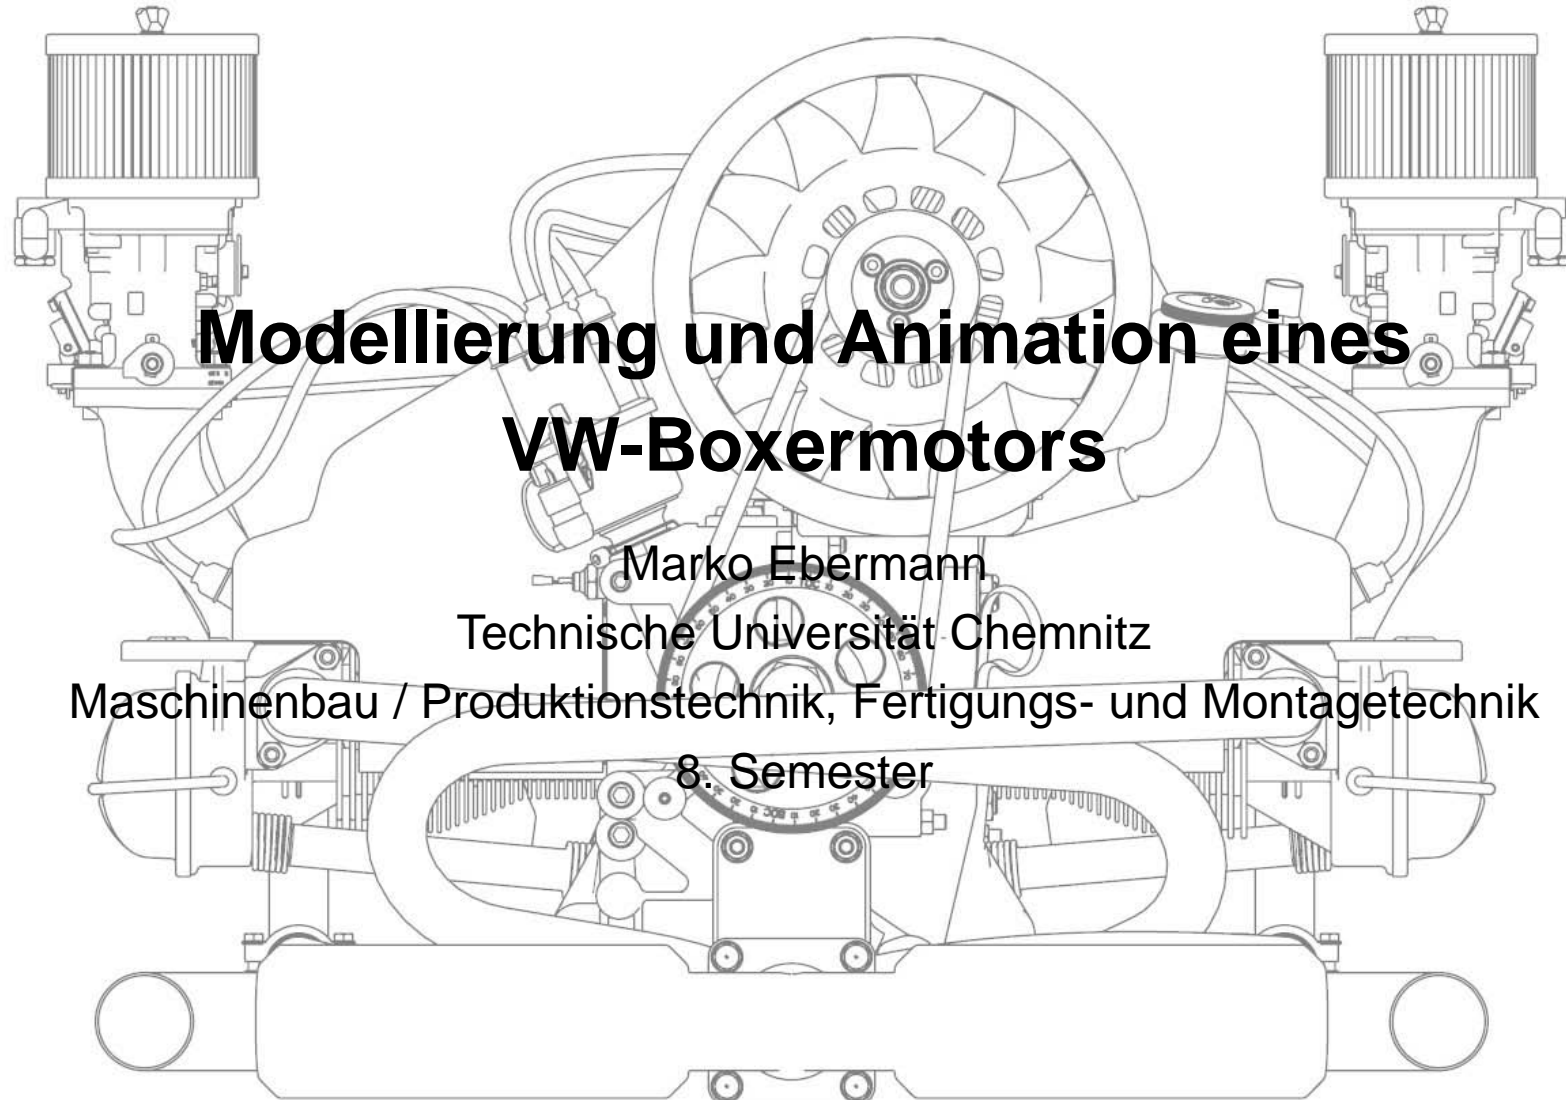 Modellierung und Animation eines
VW-Boxermotors
Marko Ebermann
Technische Universität Chemnitz
Maschinenbau / Produktionstechnik, Fertigungs- und Montagetechnik
8. Semester